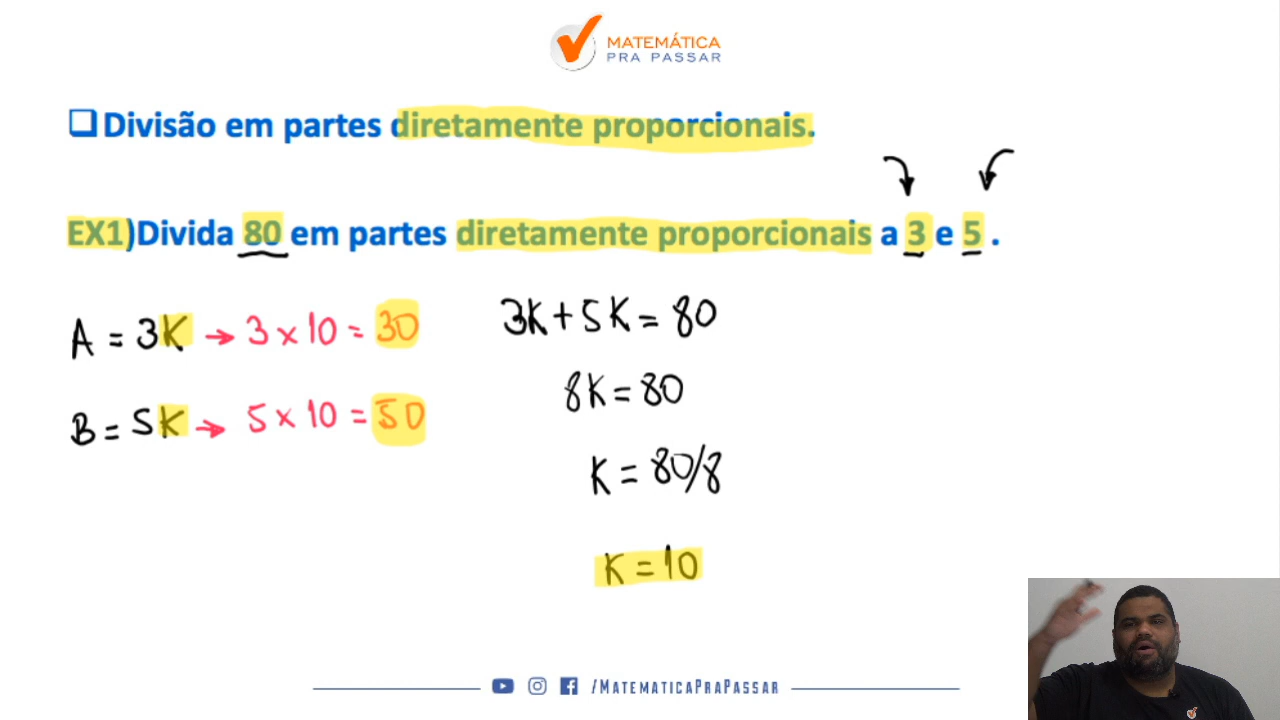 MATEMÁTICA
PRA PASSAR
Divisão em partes diretamente proporcionais.
EX1)Divida 80 em partes diretamente proporcionais a 3 e 5 .
A = 3K → 3 x 10 = 30
B = 5K → 5 x 10 = 50
3K + 5K = 80
8K = 80
K = 80/8
K = 10
/MatematicaPraPassar